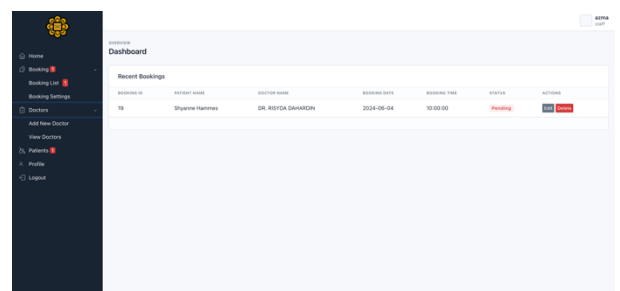 azma
staff
Home
Booking 1
Booking List 1
Booking Settings
Doctors
Add New Doctor
View Doctors
Patients 1
Profile
Logout
OVERVIEW
Dashboard
Recent Bookings
BOOKING ID PATIENT NAME DOCTOR NAME BOOKING DATE BOOKING TIME STATUS ACTIONS
19 Shyanne Hammes DR. RISYDA DAHARDIN 2024-06-04 10:00:00 Pending Edit Delete